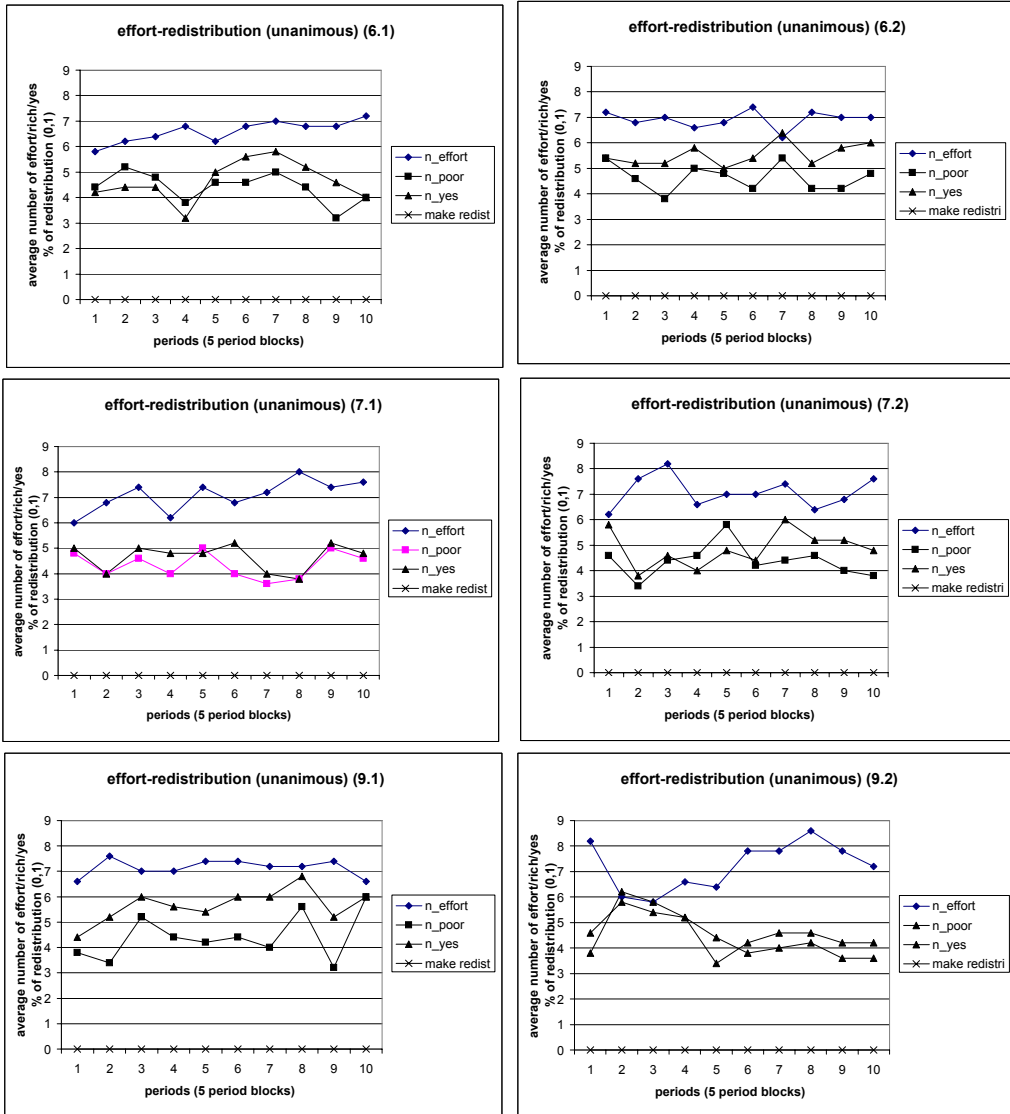 effort-redistribution (unanimous) (6.1)
average number of effort/rich/yes
% of redistribution (0,1)
9
8
7
6
5
4
3
2
1
0
1 2 3 4 5 6 7 8 9 10
periods (5 period blocks)
n_effort
n_poor
n_yes
make redist
effort-redistribution (unanimous) (6.2)
average number of effort/rich/yes
% of redistribution (0,1)
9
8
7
6
5
4
3
2
1
0
1 2 3 4 5 6 7 8 9 10
periods (5 period blocks)
n_effort
n_poor
n_yes
make redistri
effort-redistribution (unanimous) (7.1)
average number of effort/rich/yes
% of redistribution (0,1)
9
8
7
6
5
4
3
2
1
0
1 2 3 4 5 6 7 8 9 10
periods (5 period blocks)
n_effort
n_poor
n_yes
make redist
effort-redistribution (unanimous) (7.2)
average number of effort/rich/yes
% of redistribution (0,1)
9
8
7
6
5
4
3
2
1
0
1 2 3 4 5 6 7 8 9 10
periods (5 period blocks)
n_effort
n_poor
n_yes
make redistri
effort-redistribution (unanimous) (9.1)
average number of effort/rich/yes
% of redistribution (0,1)
9
8
7
6
5
4
3
2
1
0
1 2 3 4 5 6 7 8 9 10
periods (5 period blocks)
n_effort
n_poor
n_yes
make redist
effort-redistribution (unanimous) (9.2)
average number of effort/rich/yes
% of redistribution (0,1)
9
8
7
6
5
4
3
2
1
0
1 2 3 4 5 6 7 8 9 10
periods (5 period blocks)
n_effort
n_poor
n_yes
make redistri